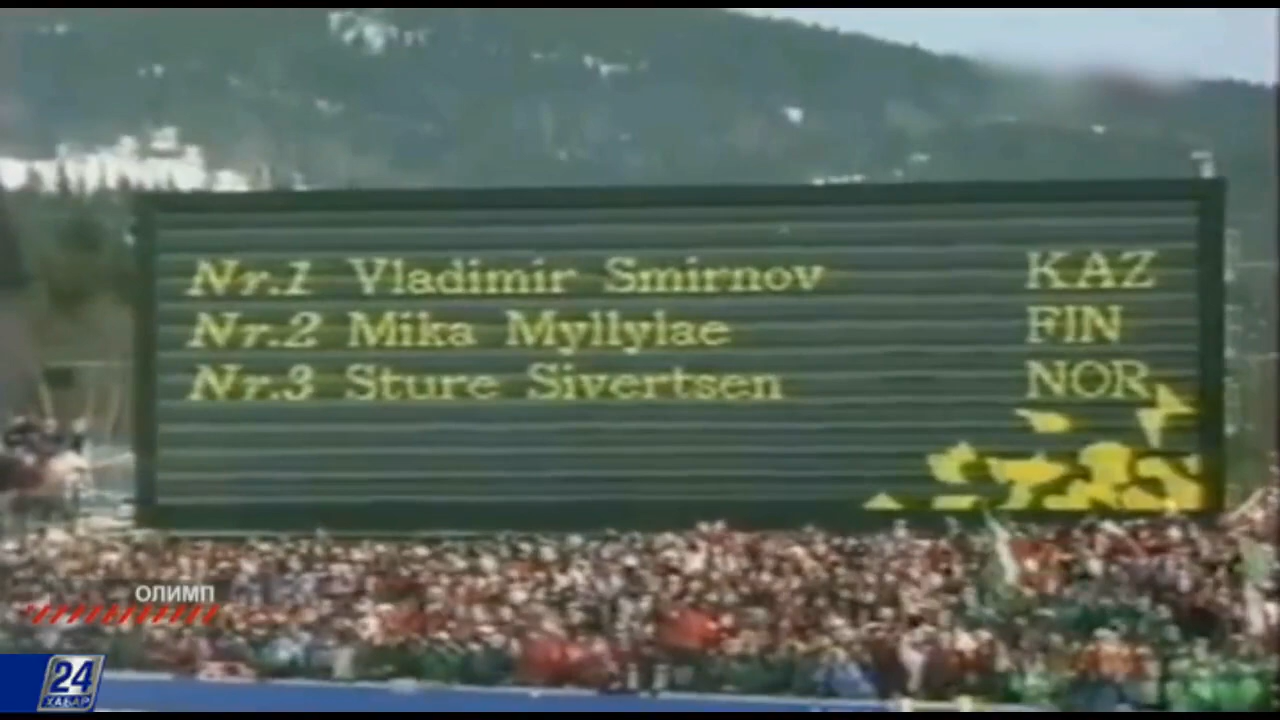 Nr.1 Vladimir Smirnov KAZ
Nr.2 Mika Myllylae FIN
Nr.3 Sture Sivertsen NOR
ОЛИМП
24
ХАБАР